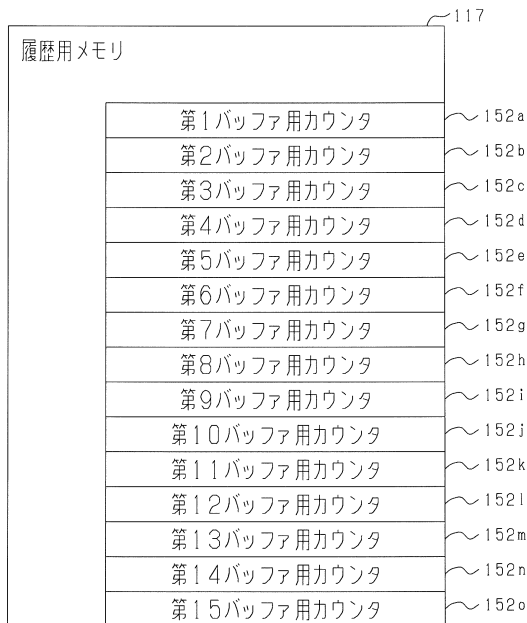 117
履歴用メモリ
第1バッファ用カウンタ 152a
第2バッファ用カウンタ 152b
第3バッファ用カウンタ 152c
第4バッファ用カウンタ 152d
第5バッファ用カウンタ 152e
第6バッファ用カウンタ 152f
第7バッファ用カウンタ 152g
第8バッファ用カウンタ 152h
第9バッファ用カウンタ 152i
第10バッファ用カウンタ 152j
第11バッファ用カウンタ 152k
第12バッファ用カウンタ 152l
第13バッファ用カウンタ 152m
第14バッファ用カウンタ 152n
第15バッファ用カウンタ 152o